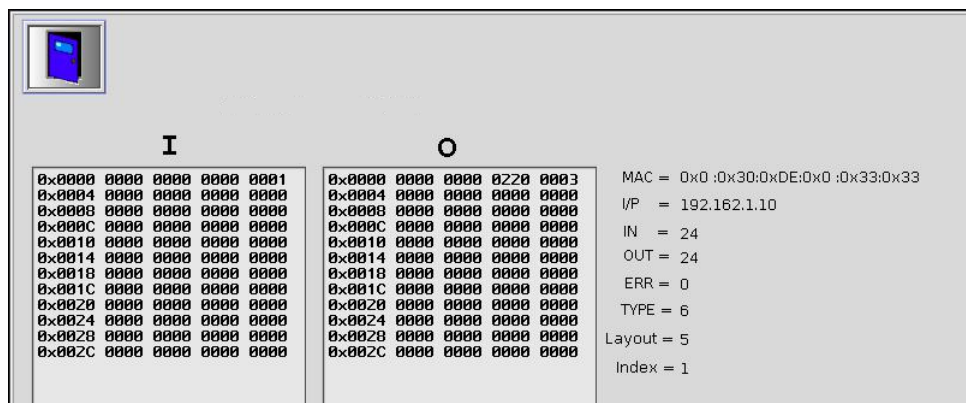 I
0x0000 0000 0000 0000 0001
0x0004 0000 0000 0000 0000
0x0008 0000 0000 0000 0000
0x000C 0000 0000 0000 0000
0x0010 0000 0000 0000 0000
0x0014 0000 0000 0000 0000
0x0018 0000 0000 0000 0000
0x001C 0000 0000 0000 0000
0x0020 0000 0000 0000 0000
0x0024 0000 0000 0000 0000
0x0028 0000 0000 0000 0000
0x002C 0000 0000 0000 0000
O
0x0000 0000 0000 0220 0003
0x0004 0000 0000 0000 0000
0x0008 0000 0000 0000 0000
0x000C 0000 0000 0000 0000
0x0010 0000 0000 0000 0000
0x0014 0000 0000 0000 0000
0x0018 0000 0000 0000 0000
0x001C 0000 0000 0000 0000
0x0020 0000 0000 0000 0000
0x0024 0000 0000 0000 0000
0x0028 0000 0000 0000 0000
0x002C 0000 0000 0000 0000
MAC = 0x0 :0x30:0xDE:0x0 :0x33:0x33
I/P = 192.162.1.10
IN = 24
OUT = 24
ERR = 0
TYPE = 6
Layout = 5
Index = 1